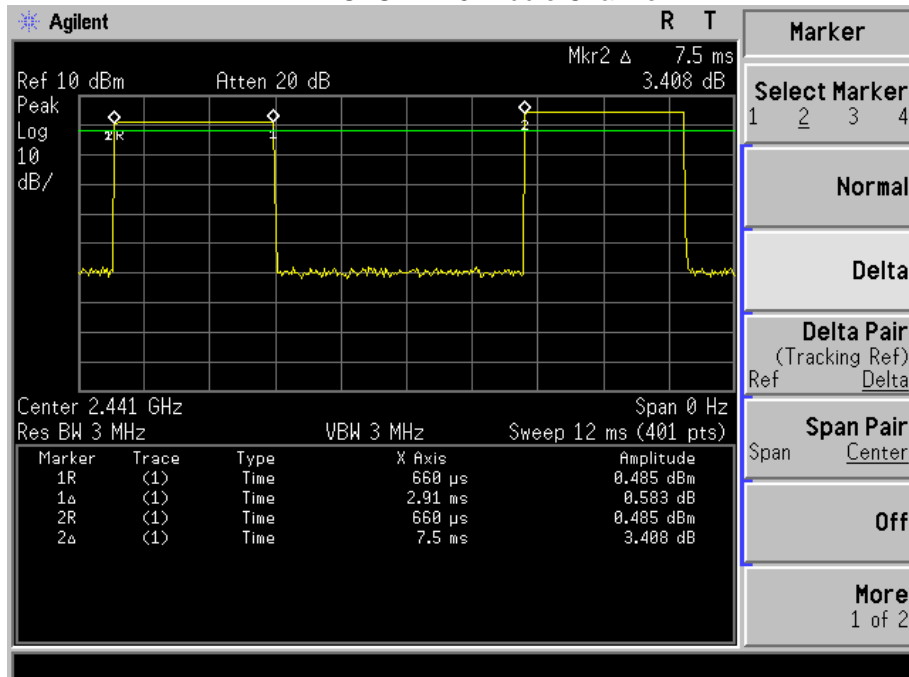 Agilent R T
Mkr2 Δ 7.5 ms
Ref 10 dBm Atten 20 dB 3.408 dB
Peak
Log
10
dB/
1R
1
2
Center 2.441 GHz Span 0 Hz
Res BW 3 MHz VBW 3 MHz Sweep 12 ms (401 pts)
Marker Trace Type X Axis Amplitude
1R (1) Time 660 µs 0.485 dBm
1Δ (1) Time 2.91 ms 0.583 dB
2R (1) Time 660 µs 0.485 dBm
2Δ (1) Time 7.5 ms 3.408 dB
Marker
Select Marker
1 2 3 4
Normal
Delta
Delta Pair
(Tracking Ref)
Ref Delta
Span Pair
Span Center
Off
More
1 of 2